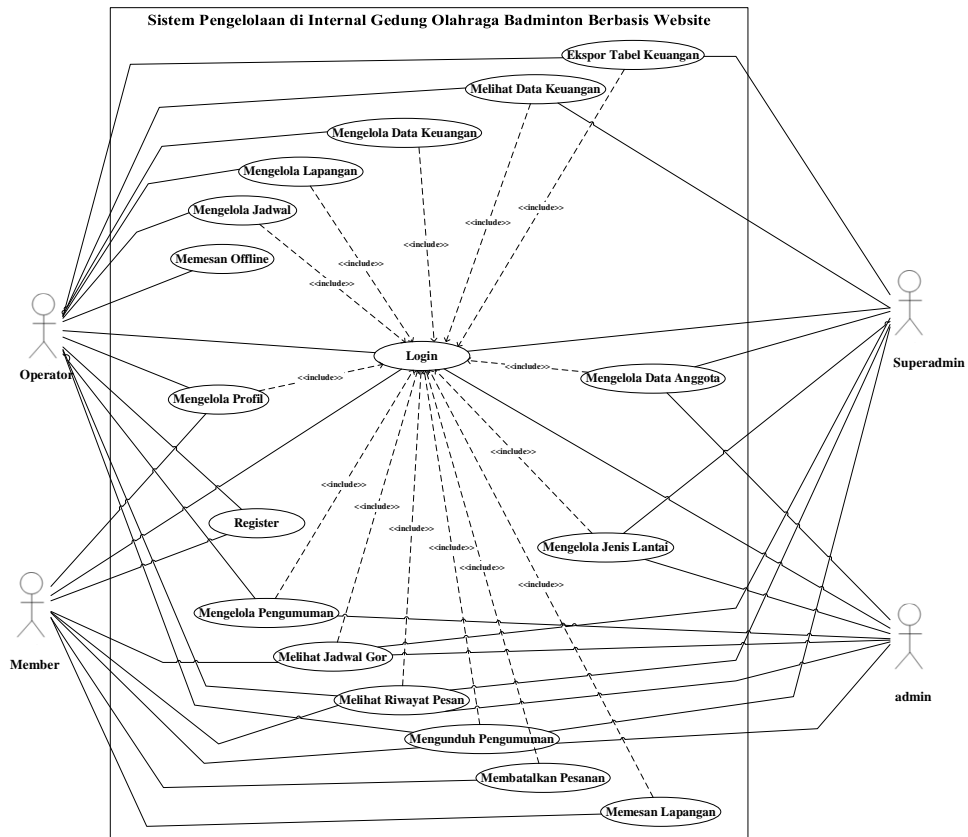 Sistem Pengelolaan di Internal Gedung Olahraga Badminton Berbasis Website
Ekspor Tabel Keuangan
Melihat Data Keuangan
Mengelola Data Keuangan
Mengelola Lapangan
Mengelola Jadwal
<<include>>
<<include>>
<<include>>
Memesan Offline
<<include>>
<<include>>
Login
Operator
Superadmin
<<include>>
<<include>>
Mengelola Data Anggota
Mengelola Profil
<<include>>
<<include>>
<<include>>
Register
<<include>>
<<include>>
Mengelola Jenis Lantai
<<include>>
<<include>>
Mengelola Pengumuman
Member
Melihat Jadwal Gor
admin
Melihat Riwayat Pesan
Mengunduh Pengumuman
Membatalkan Pesanan
Memesan Lapangan